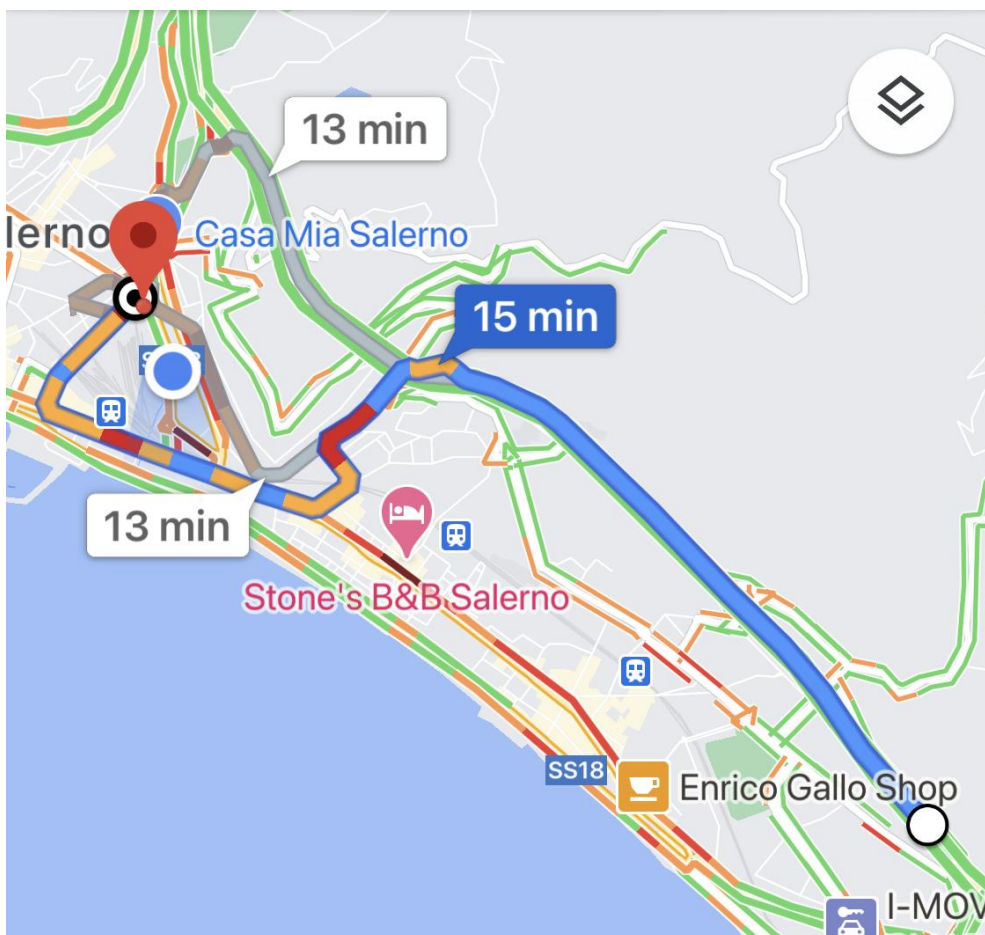 13 min
lerno
Casa Mia Salerno
15 min
13 min
Stone's B&B Salerno
SS18
Enrico Gallo Shop
I-MOV